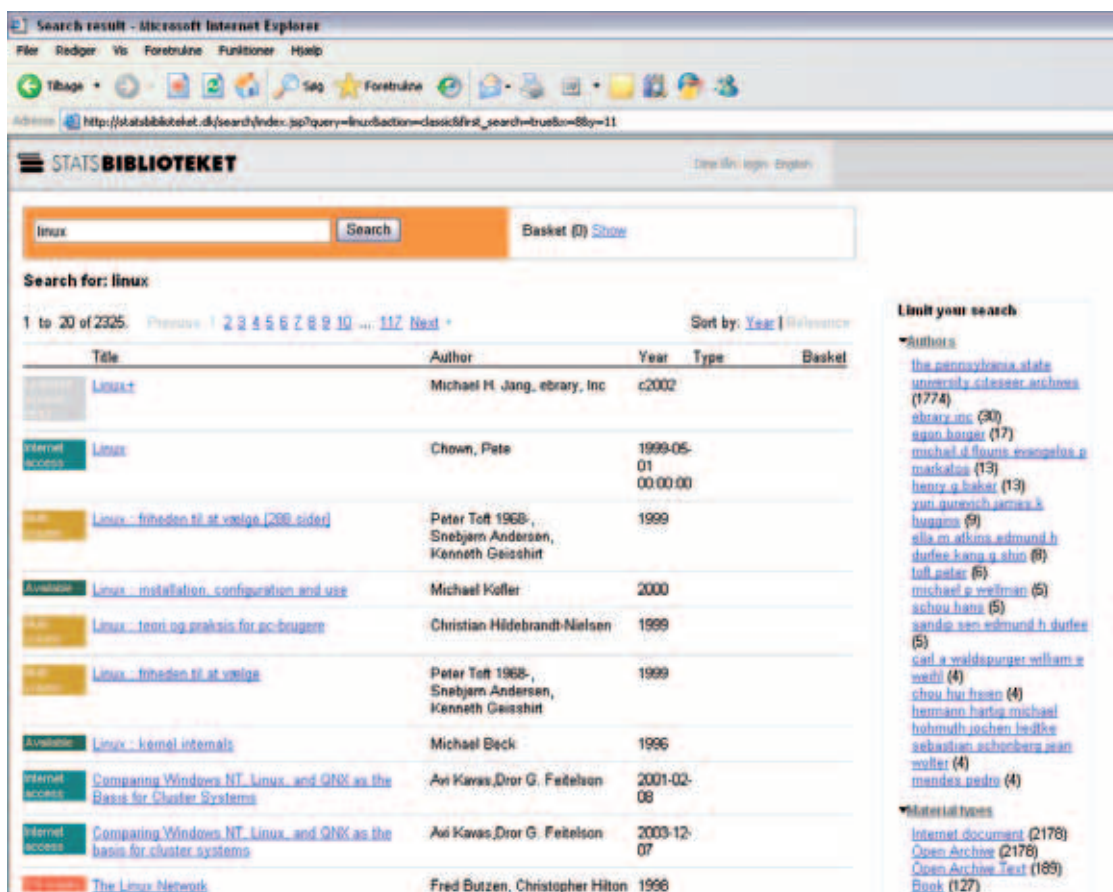 Search result - Microsoft Internet Explorer
Filer Rediger Vis Foretrukne Funktioner Hjælp
Tilbage Søg Foretrukne
Adresse http://statsbiblioteket.dk/search/index.jsp?query=linux&action=classic&first_search=true&x=8&y=11
STATSBIBLIOTEKET
Dine lån login English
linux Search Basket (0) Show
Search for: linux
1 to 20 of 2325. Previous 1 2 3 4 5 6 7 8 9 10 ... 117 Next Sort by: Year | Relevance
Title Author Year Type Basket
Linux+ Michael H. Jang, ebrary, Inc c2002
Internet access Linux Chown, Pete 1999-05-
01
00:00:00
Linux : friheden til at vælge [288 sider] Peter Toft 1968-, 1999
Snebjørn Andersen,
Kenneth Geisshirt
Available Linux : installation, configuration and use Michael Kofler 2000
Linux : teori og praksis for pc-brugere Christian Hildebrandt-Nielsen 1999
Linux : friheden til at vælge Peter Toft 1968-, 1999
Snebjørn Andersen,
Kenneth Geisshirt
Available Linux : kernel internals Michael Beck 1996
Internet access Comparing Windows NT, Linux, and QNX as the Avi Kavas,Dror G. Feitelson 2001-02-
Basis for Cluster Systems 08
Internet access Comparing Windows NT, Linux, and QNX as the Avi Kavas,Dror G. Feitelson 2003-12-
basis for cluster systems 07
The Linux Network Fred Butzen, Christopher Hilton 1998
Limit your search
Authors
the pennsylvania state
university citeseer archives
(1774)
ebrary inc (30)
egon borger (17)
michail d flouris evangelos p
markatos (13)
henry g baker (13)
yuri gurevich james k
huggins (9)
ella m atkins edmund h
durfee kang g shin (8)
toft peter (6)
michael p wellman (5)
schou hans (5)
sandip sen edmund h durfee
(5)
carl a waldspurger william e
weihl (4)
chou hui hsien (4)
hermann hartig michael
hohmuth jochen liedtke
sebastian schonberg jean
wolter (4)
mendes pedro (4)
Material types
Internet document (2178)
Open Archive (2178)
Open Archive Text (189)
Book (127)